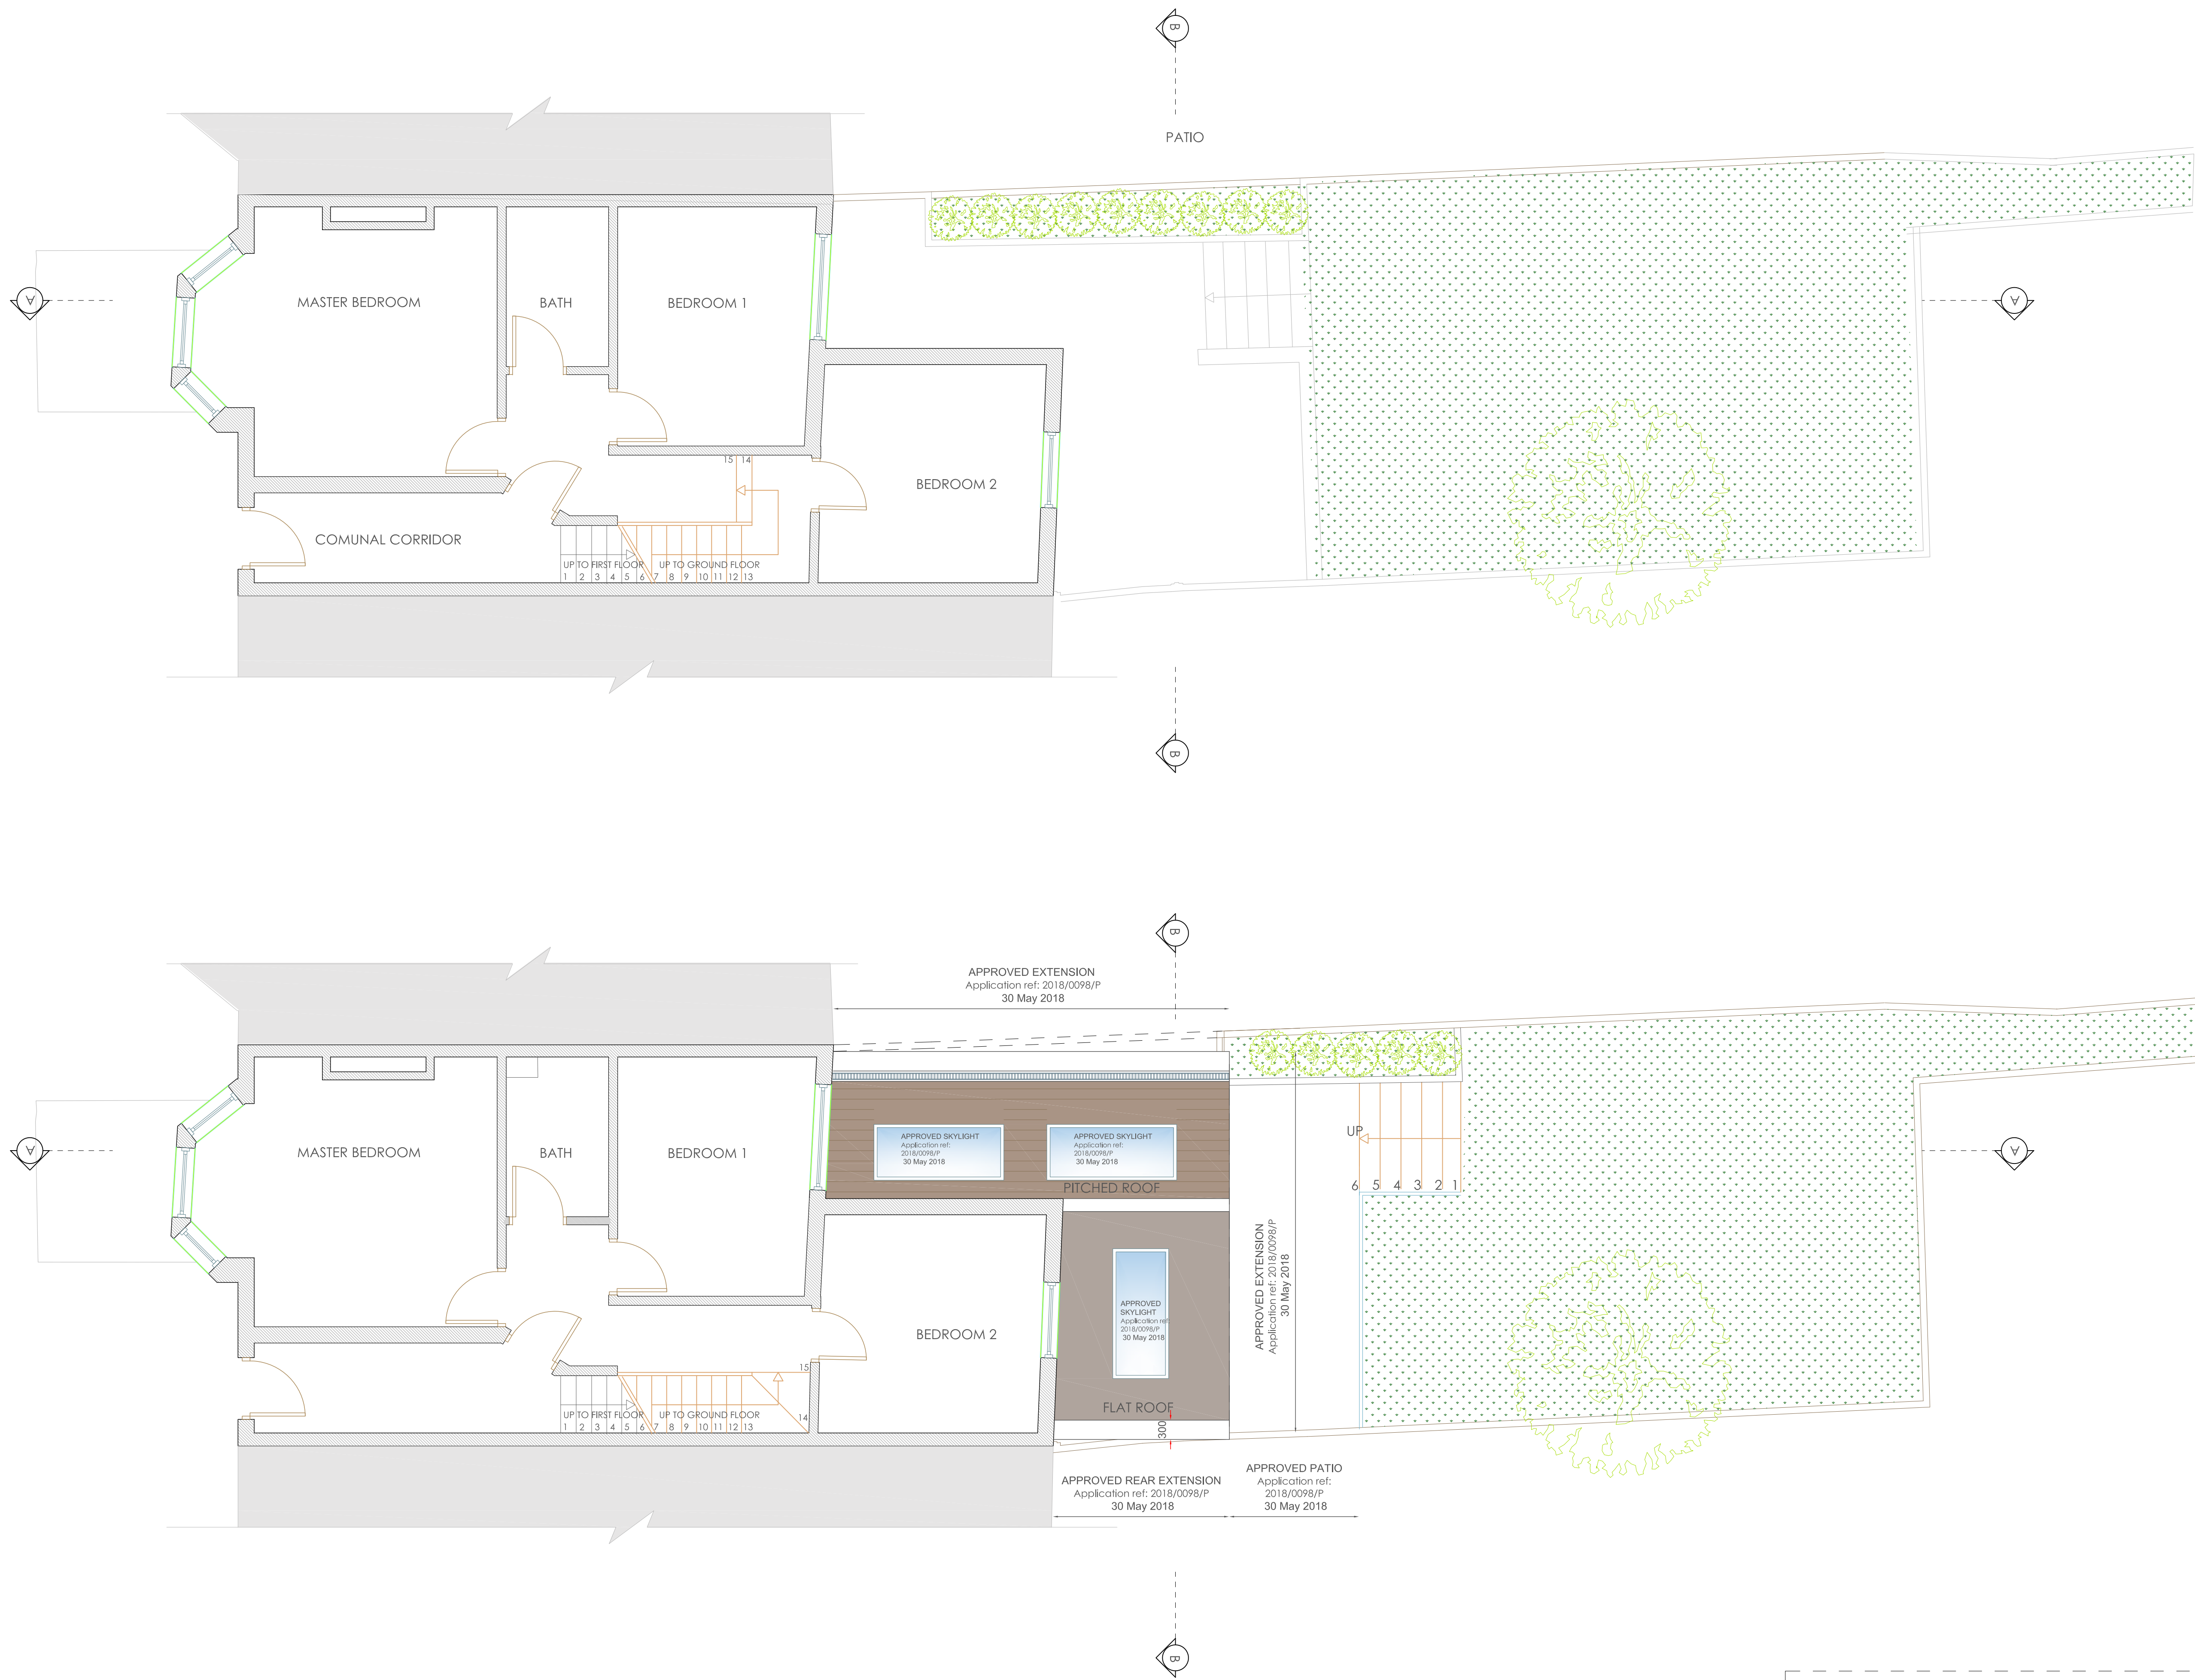 B
PATIO
A
MASTER BEDROOM
BATH
BEDROOM 1
A
15 14
BEDROOM 2
COMUNAL CORRIDOR
UP TO FIRST FLOOR
UP TO GROUND FLOOR
1 2 3 4 5 6 7 8 9 10 11 12 13
B
B
APPROVED EXTENSION
Application ref: 2018/0098/P
30 May 2018
A
MASTER BEDROOM
BATH
BEDROOM 1
APPROVED SKYLIGHT
Application ref:
2018/0098/P
30 May 2018
APPROVED SKYLIGHT
Application ref:
2018/0098/P
30 May 2018
PITCHED ROOF
UP
6 5 4 3 2 1
A
APPROVED EXTENSION
Application ref: 2018/0098/P
30 May 2018
BEDROOM 2
APPROVED
SKYLIGHT
Application ref
2018/0098/P
30 May 2018
FLAT ROOF
300
15
14
UP TO FIRST FLOOR
UP TO GROUND FLOOR
1 2 3 4 5 6 7 8 9 10 11 12 13
APPROVED REAR EXTENSION
Application ref: 2018/0098/P
30 May 2018
APPROVED PATIO
Application ref:
2018/0098/P
30 May 2018
B